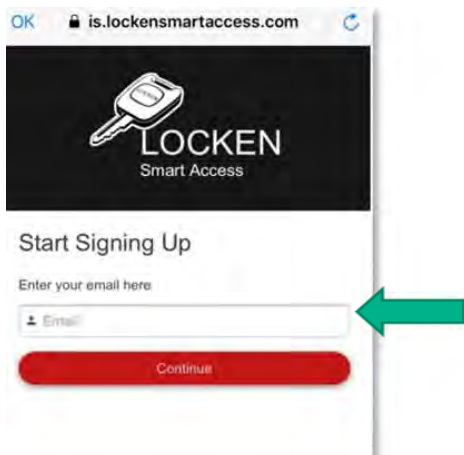 OK is.lockensmartaccess.com
LOCKEN
Smart Access
Start Signing Up
Enter your email here
Email
Continue